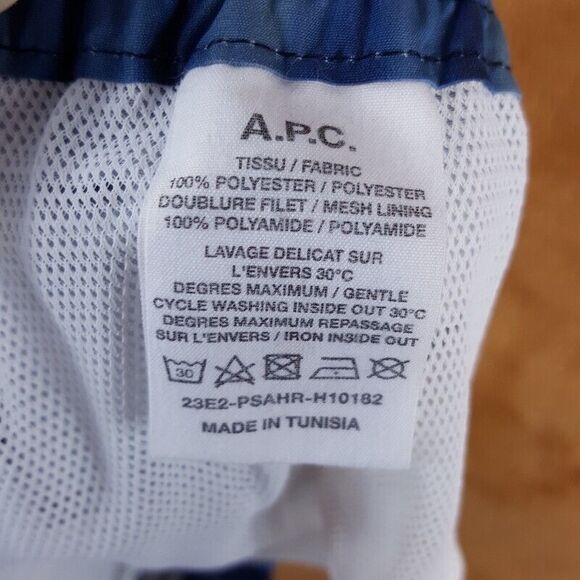 A.P.C.
TISSU / FABRIC
100% POLYESTER / POLYESTER
DOUBLURE FILET / MESH LINING
100% POLYAMIDE / POLYAMIDE
LAVAGE DELICAT SUR
L'ENVERS 30°C
DEGRES MAXIMUM / GENTLE
CYCLE WASHING INSIDE OUT 30°C
DEGRES MAXIMUM REPASSAGE
SUR L'ENVERS / IRON INSIDE OUT
30
23E2-PSAHR-H10182
MADE IN TUNISIA